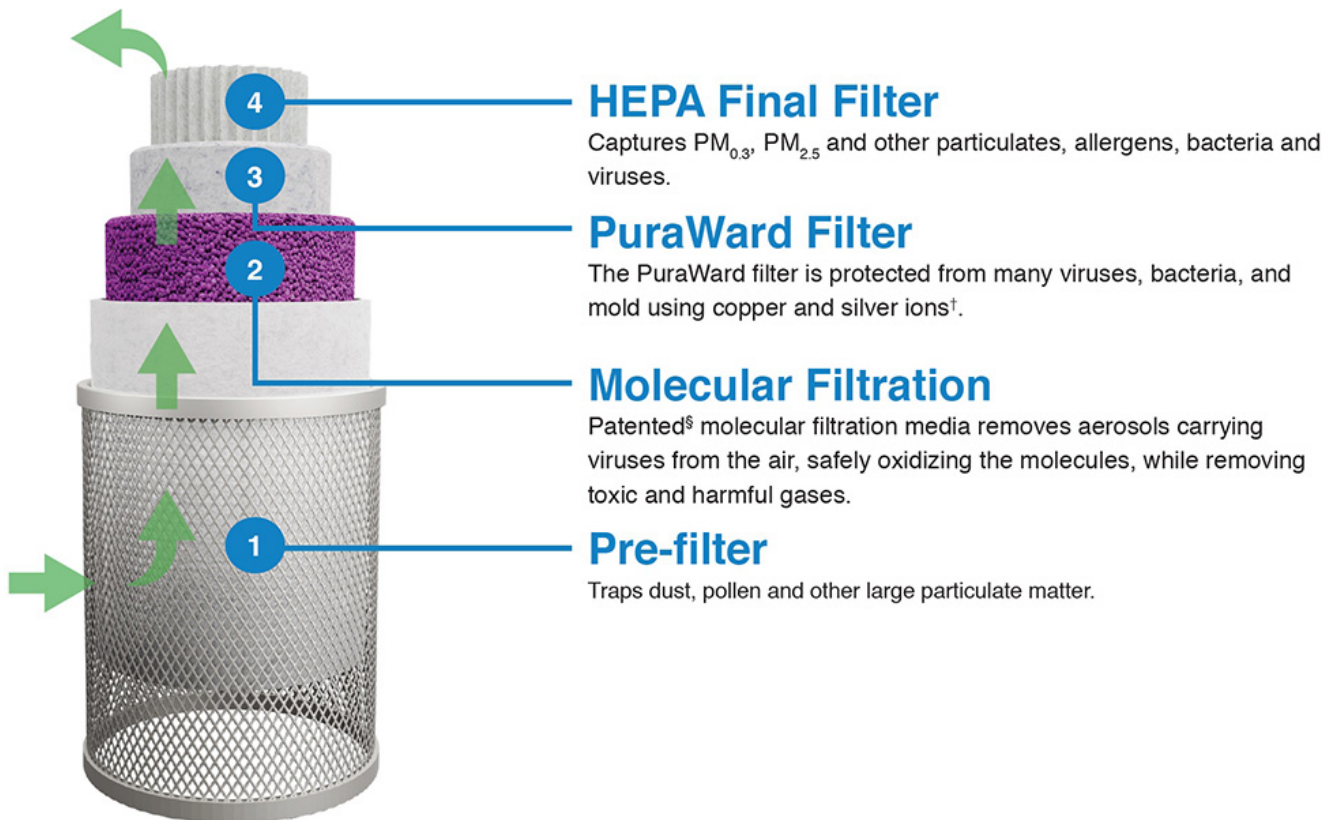 4
HEPA Final Filter
Captures PM0.3, PM2.5 and other particulates, allergens, bacteria and
viruses.
3
PuraWard Filter
The PuraWard filter is protected from many viruses, bacteria, and
mold using copper and silver ions†.
2
Molecular Filtration
Patented§ molecular filtration media removes aerosols carrying
viruses from the air, safely oxidizing the molecules, while removing
toxic and harmful gases.
1
Pre-filter
Traps dust, pollen and other large particulate matter.